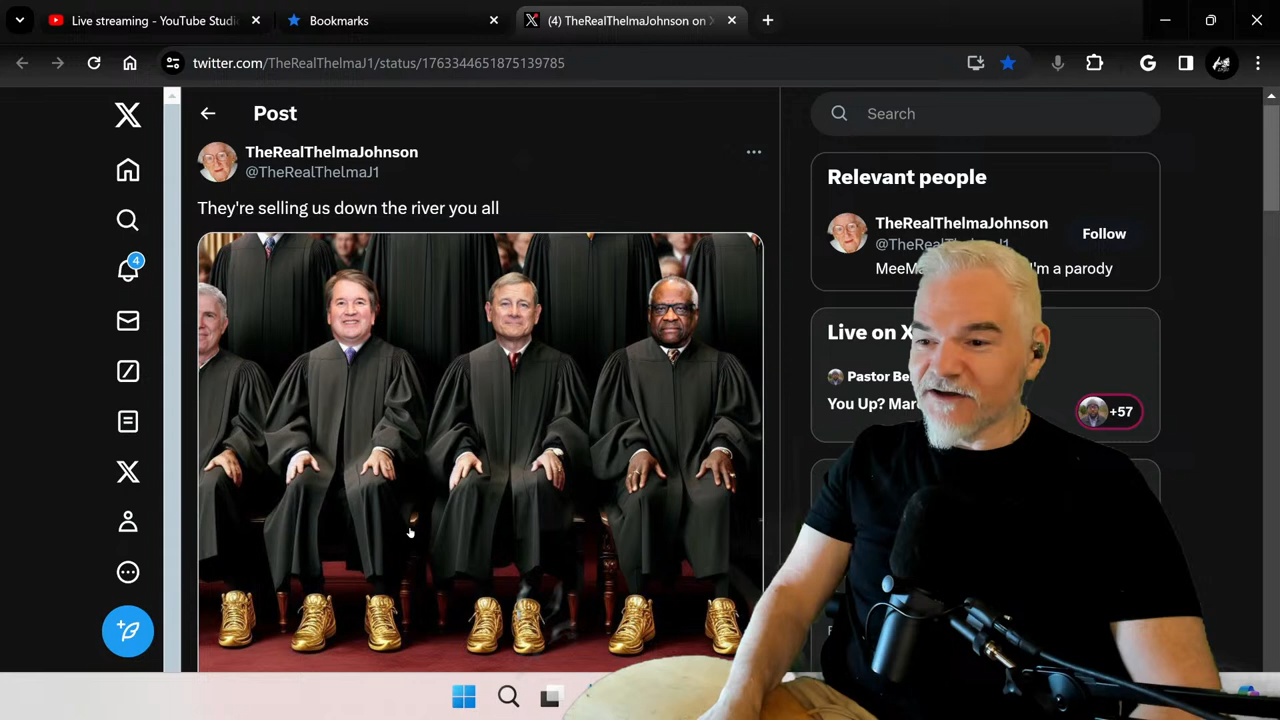 Live streaming - YouTube Studi
Bookmarks
(4) TheRealThelmaJohnson on X
twitter.com/TheRealThelmaJ1/status/1763344651875139785
Post
Search
TheRealThelmaJohnson
@TheRealThelmaJ1
They're selling us down the river you all
4
Relevant people
TheRealThelmaJohnson
@TheRealThelmaJ1
Follow
I'm a parody
Live on X
Pastor Be
You Up? Mar
+57